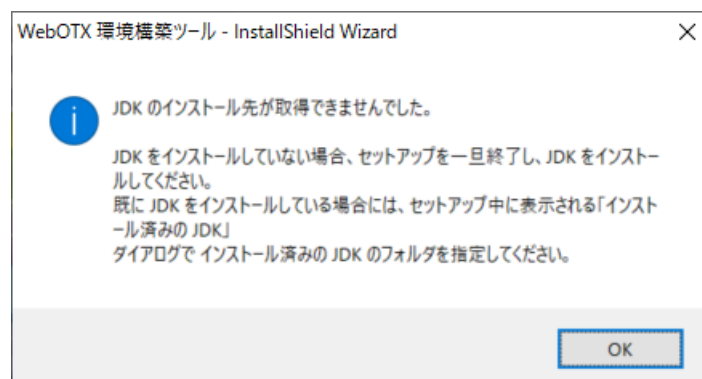 WebOTX 環境構築ツール - InstallShield Wizard
JDK のインストール先が取得できませんでした。
JDK をインストールしていない場合、セットアップを一旦終了し、JDK をインストー
ルしてください。
既に JDK をインストールしている場合には、セットアップ中に表示される「インスト
ール済みの JDK」
ダイアログで インストール済みの JDK のフォルダを指定してください。
OK